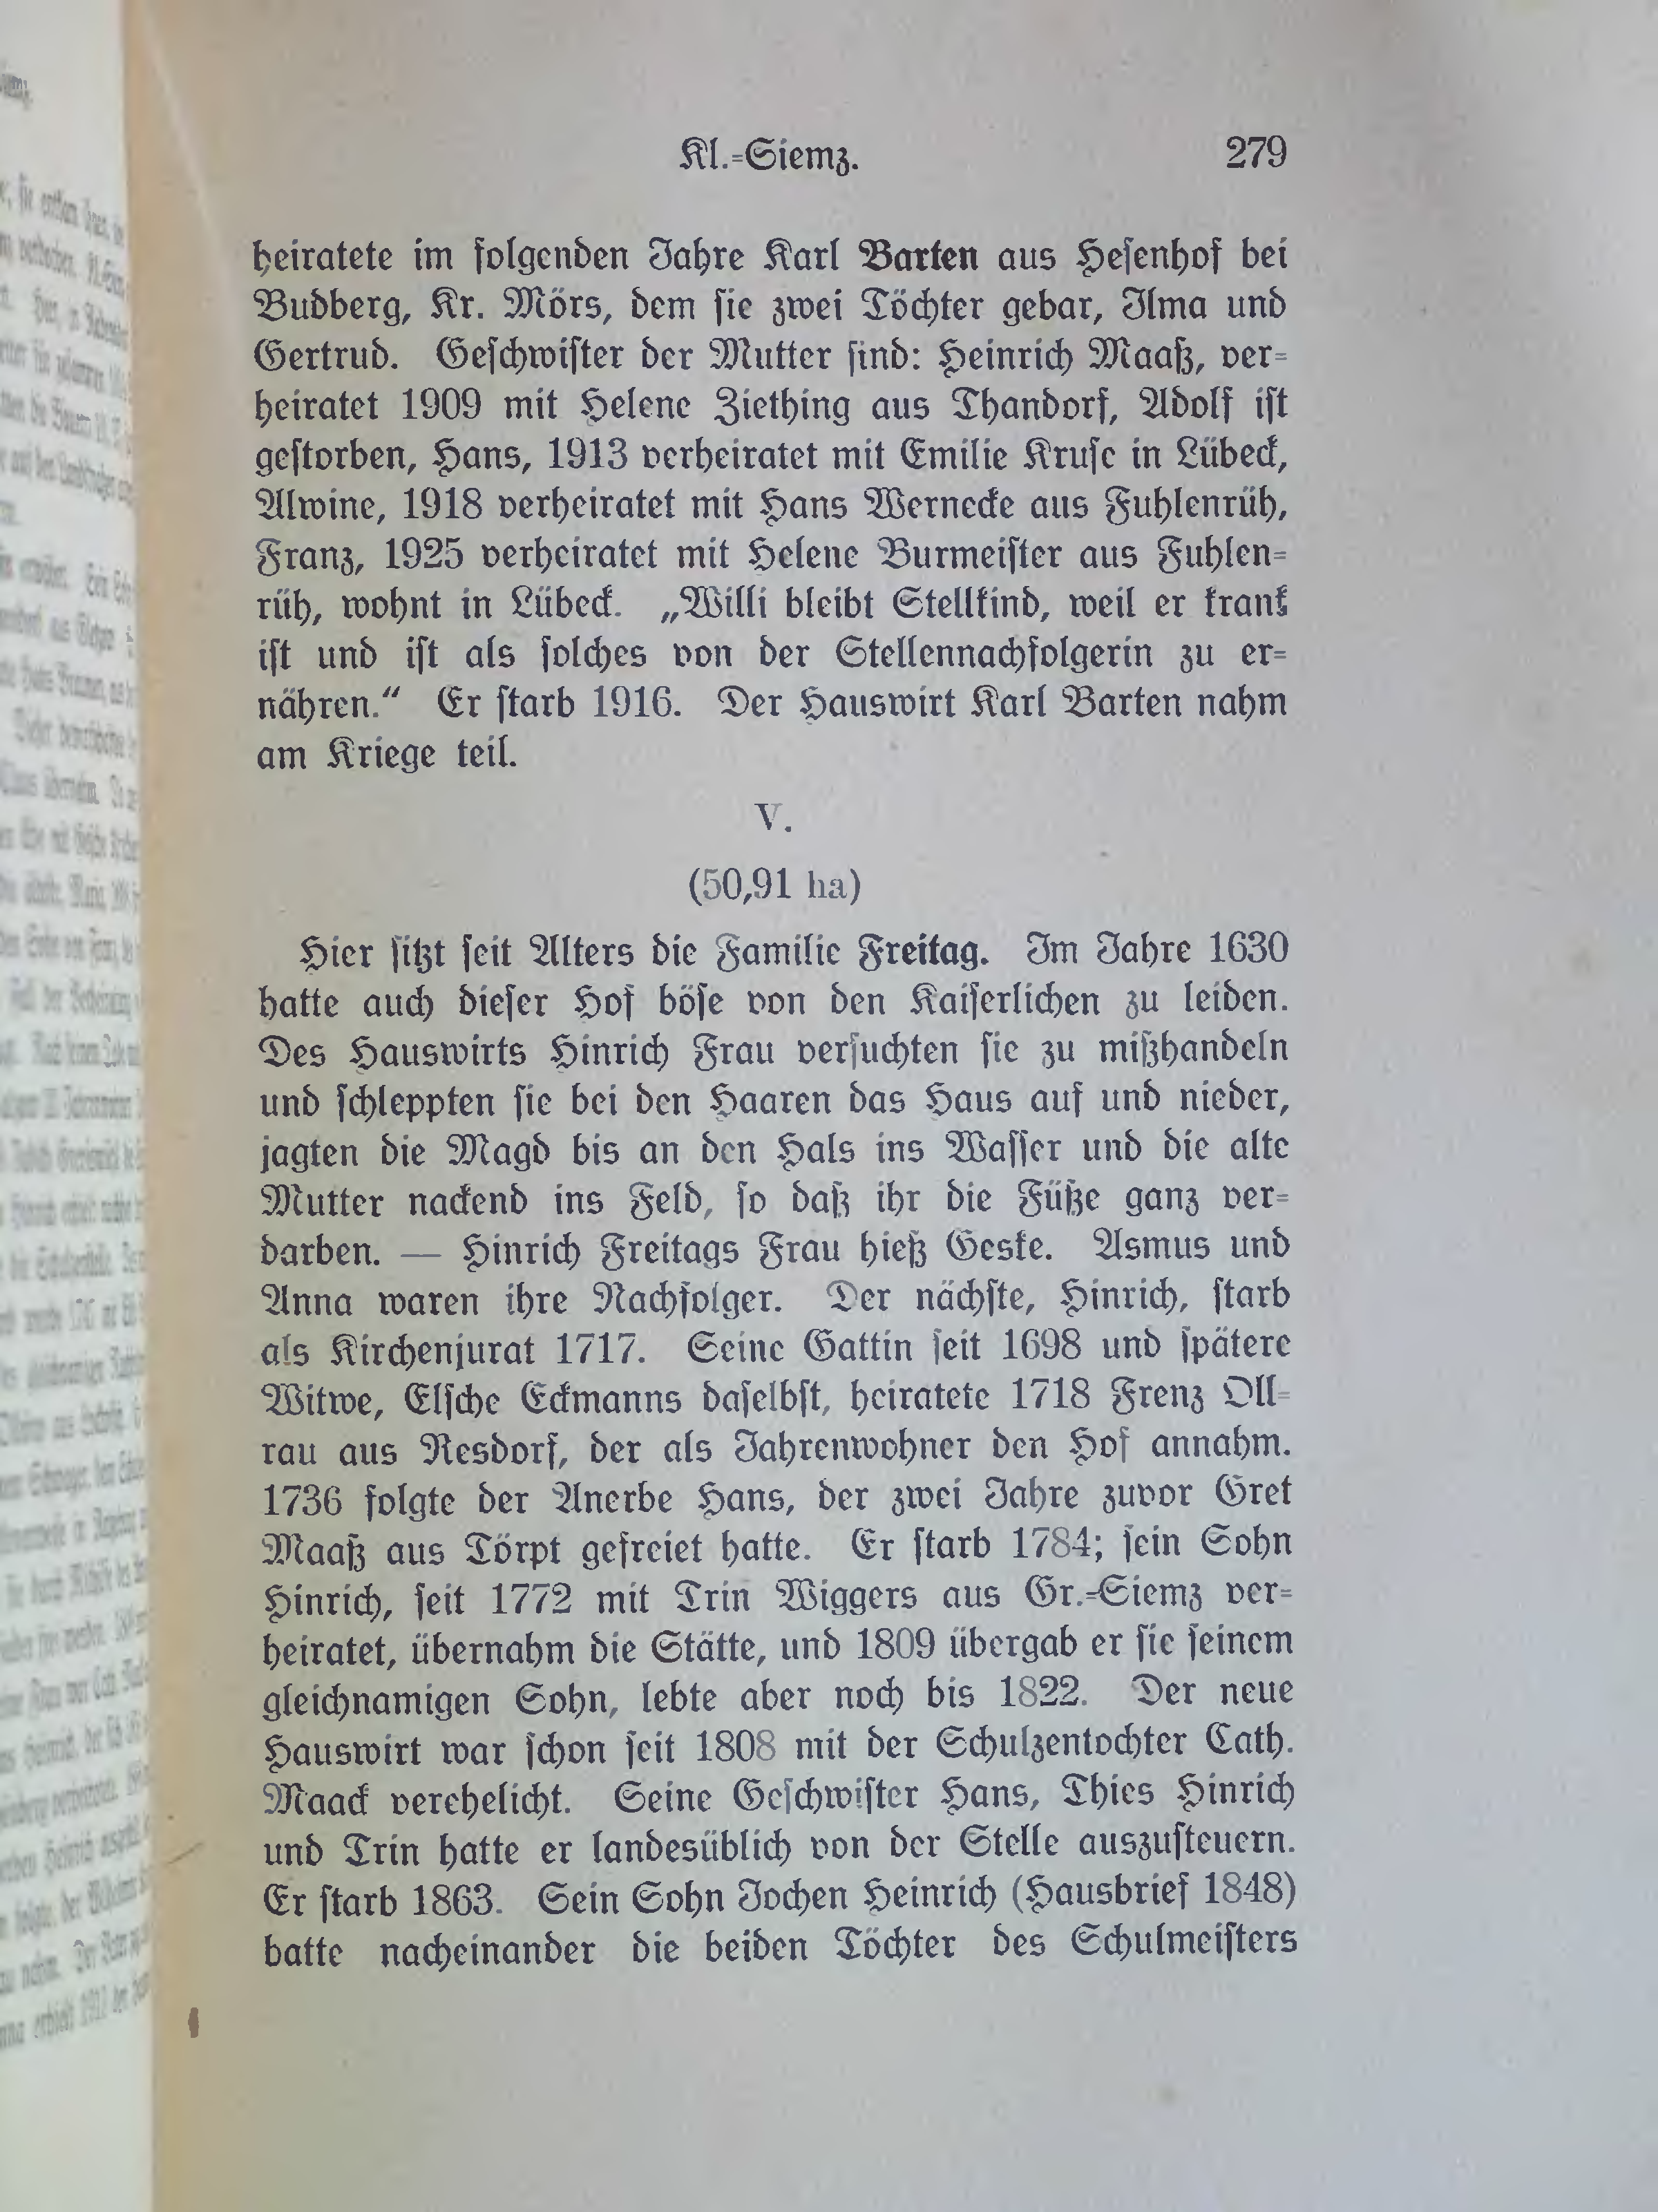 Kl.-Siemz. 279
heiratete im folgenden Jahre Karl Barten aus Hesenhof bei
Budberg, Kr. Mörs, dem sie zwei Töchter gebar, Ilma und
Gertrud. Geschwister der Mutter sind: Heinrich Maaß, ver-
heiratet 1909 mit Helene Ziething aus Thandorf, Adolf ist
gestorben, Hans, 1913 verheiratet mit Emilie Kruse in Lübeck,
Alwine, 1918 verheiratet mit Hans Wernecke aus Fuhlenrüh,
Franz, 1925 verheiratet mit Helene Burmeister aus Fuhlen-
rüh, wohnt in Lübeck. „Willi bleibt Stellkind, weil er krank
ist und ist als solches von der Stellennachfolgerin zu er-
nähren.“ Er starb 1916. Der Hauswirt Karl Barten nahm
am Kriege teil.
V.
(50,91 ha)
Hier sitzt seit Alters die Familie Freitag. Im Jahre 1630
hatte auch dieser Hof böse von den Kaiserlichen zu leiden.
Des Hauswirts Hinrich Frau versuchten sie zu mißhandeln
und schleppten sie bei den Haaren das Haus auf und nieder,
jagten die Magd bis an den Hals ins Wasser und die alte
Mutter nackend ins Feld, so daß ihr die Füße ganz ver-
darben. — Hinrich Freitags Frau hieß Geske. Asmus und
Anna waren ihre Nachfolger. Der nächste, Hinrich, starb
als Kirchenjurat 1717. Seine Gattin seit 1698 und spätere
Witwe, Elsche Eckmanns daselbst, heiratete 1718 Frenz Oll-
rau aus Resdorf, der als Jahrenwohner den Hof annahm.
1736 folgte der Anerbe Hans, der zwei Jahre zuvor Gret
Maaß aus Törpt gefreiet hatte. Er starb 1784; sein Sohn
Hinrich, seit 1772 mit Trin Wiggers aus Gr.-Siemz ver-
heiratet, übernahm die Stätte, und 1809 übergab er sie seinem
gleichnamigen Sohn, lebte aber noch bis 1822. Der neue
Hauswirt war schon seit 1808 mit der Schulzentochter Cath.
Maack verehelicht. Seine Geschwister Hans, Thies Hinrich
und Trin hatte er landesüblich von der Stelle auszusteuern.
Er starb 1863. Sein Sohn Jochen Heinrich (Hausbrief 1848)
hatte nacheinander die beiden Töchter des Schulmeisters